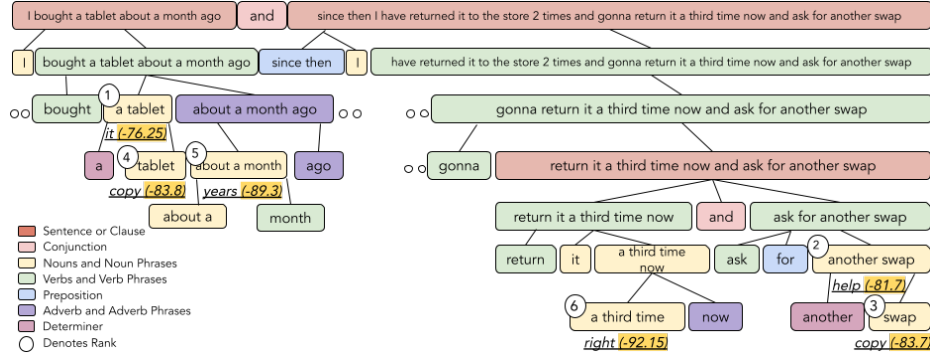 I bought a tablet about a month ago and since then I have returned it to the store 2 times and gonna return it a third time now and ask for another swap
I bought a tablet about a month ago since then I have returned it to the store 2 times and gonna return it a third time now and ask for another swap
bought 1 a tablet about a month ago gonna return it a third time now and ask for another swap
it (-76.25)
a 4 tablet 5 about a month ago gonna return it a third time now and ask for another swap
copy (-83.8) years (-89.3)
about a month return it a third time now and ask for another swap
Sentence or Clause
Conjunction
Nouns and Noun Phrases return it a third time now ask for another swap 2 another swap
Verbs and Verb Phrases
Preposition help (-81.7)
Adverb and Adverb Phrases 6 a third time now another 3 swap
Determiner
Denotes Rank right (-92.15) copy (-83.7)